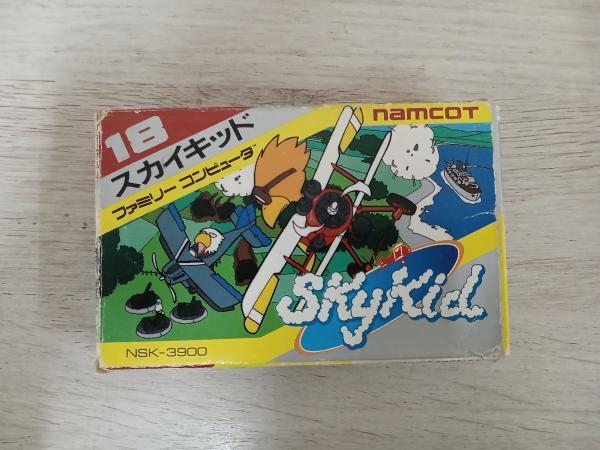 18
namcoT
スカイキッド
ファミリー コンピュータ
SkyKid
NSK-3900